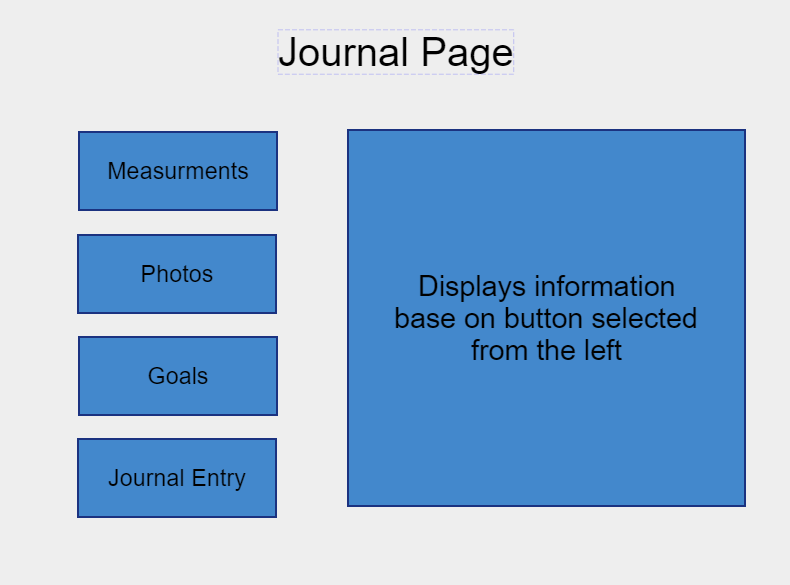 Journal Page
Measurments
Photos
Goals
Journal Entry
Displays information
base on button selected
from the left